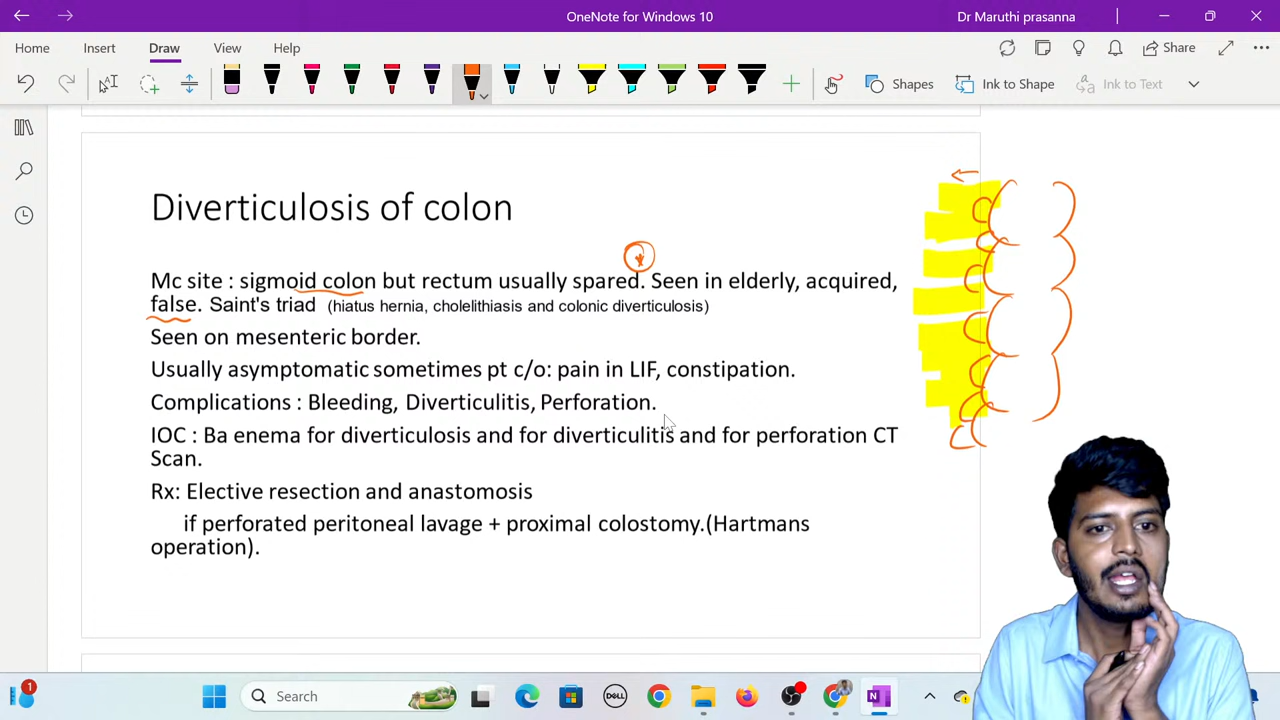 OneNote for Windows 10
Dr Maruthi prasanna
Home Insert Draw View Help
Share
Shapes
Ink to Shape
Ink to Text
Diverticulosis of colon
Mc site : sigmoid colon but rectum usually spared. Seen in elderly, acquired,
false. Saint's triad (hiatus hernia, cholelithiasis and colonic diverticulosis)
Seen on mesenteric border.
Usually asymptomatic sometimes pt c/o: pain in LIF, constipation.
Complications : Bleeding, Diverticulitis, Perforation.
IOC : Ba enema for diverticulosis and for diverticulitis and for perforation CT
Scan.
Rx: Elective resection and anastomosis
if perforated peritoneal lavage + proximal colostomy.(Hartmans
operation).
1
Search
DELL